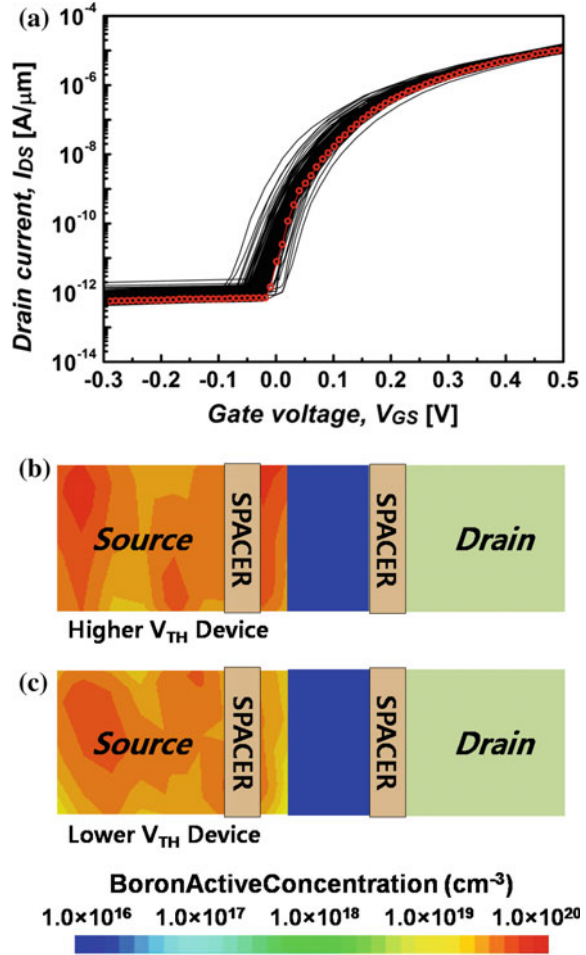 (a)
10⁻⁴
10⁻⁶
10⁻⁸
10⁻¹⁰
10⁻¹²
10⁻¹⁴
Drain current, I_DS [A/μm]
-0.3 -0.2 -0.1 0.0 0.1 0.2 0.3 0.4 0.5
Gate voltage, V_GS [V]
(b)
Source SPACER SPACER Drain
Higher V_TH Device
(c)
Source SPACER SPACER Drain
Lower V_TH Device
BoronActiveConcentration (cm⁻³)
1.0×10¹⁶ 1.0×10¹⁷ 1.0×10¹⁸ 1.0×10¹⁹ 1.0×10²⁰